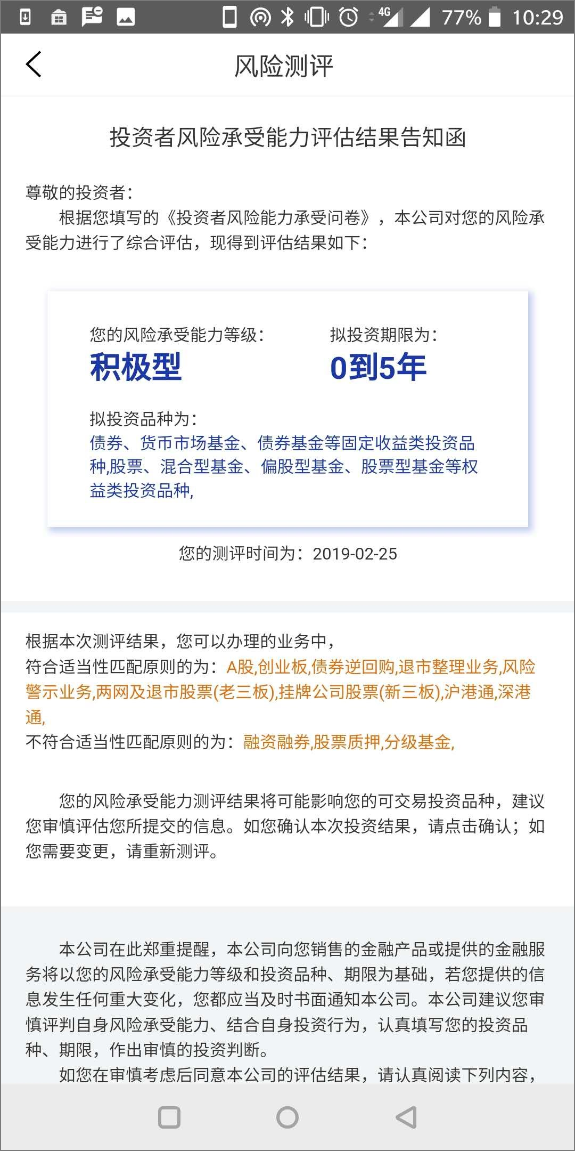 4G 77% 10:29
风险测评
投资者风险承受能力评估结果告知函
尊敬的投资者：
根据您填写的《投资者风险能力承受问卷》，本公司对您的风险承
受能力进行了综合评估，现得到评估结果如下：
您的风险承受能力等级： 拟投资期限为：
积极型 0到5年
拟投资品种为：
债券、货币市场基金、债券基金等固定收益类投资品
种,股票、混合型基金、偏股型基金、股票型基金等权
益类投资品种,
您的测评时间为：2019-02-25
根据本次测评结果，您可以办理的业务中，
符合适当性匹配原则的为：A股,创业板,债券逆回购,退市整理业务,风险
警示业务,两网及退市股票(老三板),挂牌公司股票(新三板),沪港通,深港
通,
不符合适当性匹配原则的为：融资融券,股票质押,分级基金,
您的风险承受能力测评结果将可能影响您的可交易投资品种，建议
您审慎评估您所提交的信息。如您确认本次投资结果，请点击确认；如
您需要变更，请重新测评。
本公司在此郑重提醒，本公司向您销售的金融产品或提供的金融服
务将以您的风险承受能力等级和投资品种、期限为基础，若您提供的信
息发生任何重大变化，您都应当及时书面通知本公司。本公司建议您审
慎评判自身风险承受能力、结合自身投资行为，认真填写您的投资品
种、期限，作出审慎的投资判断。
如您在审慎考虑后同意本公司的评估结果，请认真阅读下列内容，